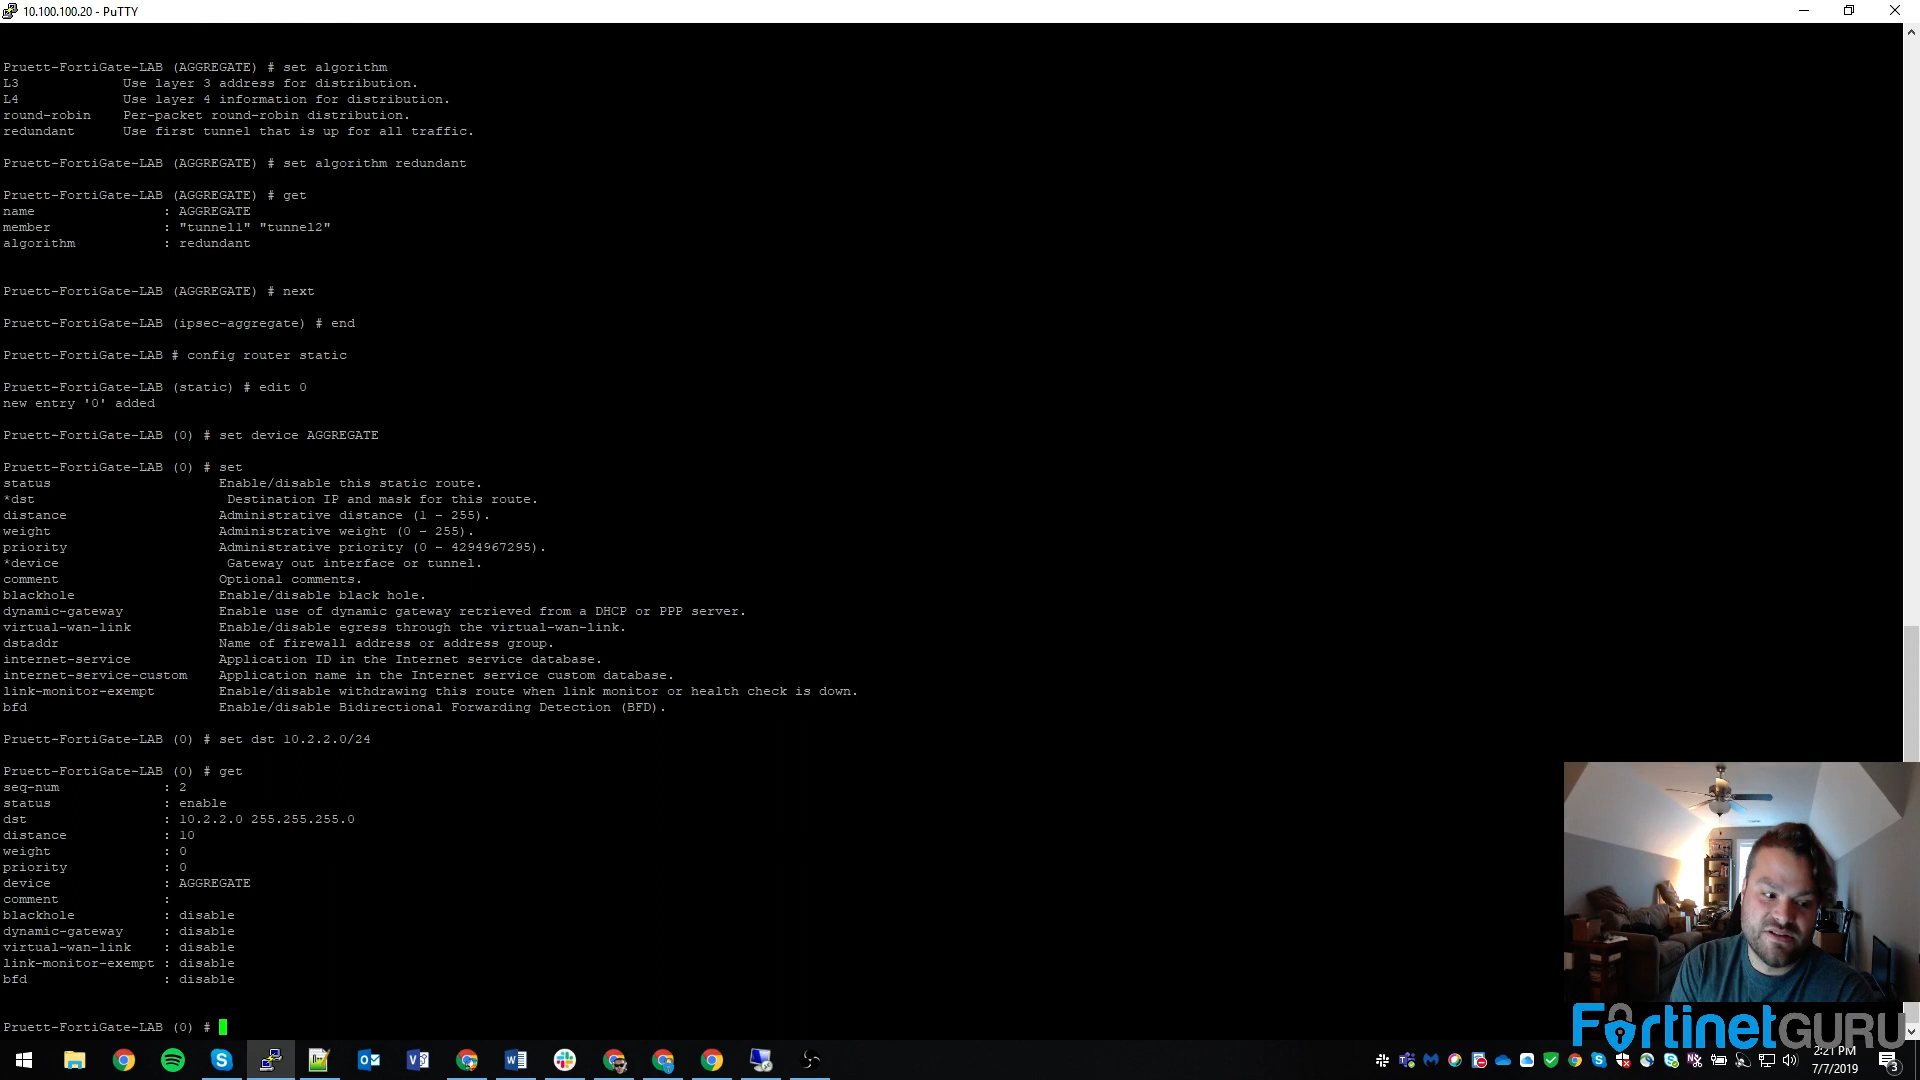 10.100.100.20 - PuTTY
Pruett-FortiGate-LAB (AGGREGATE) # set algorithm
L3 Use layer 3 address for distribution.
L4 Use layer 4 information for distribution.
round-robin Per-packet round-robin distribution.
redundant Use first tunnel that is up for all traffic.
Pruett-FortiGate-LAB (AGGREGATE) # set algorithm redundant
Pruett-FortiGate-LAB (AGGREGATE) # get
name : AGGREGATE
member : "tunnel1" "tunnel2"
algorithm : redundant
Pruett-FortiGate-LAB (AGGREGATE) # next
Pruett-FortiGate-LAB (ipsec-aggregate) # end
Pruett-FortiGate-LAB # config router static
Pruett-FortiGate-LAB (static) # edit 0
new entry '0' added
Pruett-FortiGate-LAB (0) # set device AGGREGATE
Pruett-FortiGate-LAB (0) # set
status Enable/disable this static route.
*dst Destination IP and mask for this route.
distance Administrative distance (1 - 255).
weight Administrative weight (0 - 255).
priority Administrative priority (0 - 4294967295).
*device Gateway out interface or tunnel.
comment Optional comments.
blackhole Enable/disable black hole.
dynamic-gateway Enable use of dynamic gateway retrieved from a DHCP or PPP server.
virtual-wan-link Enable/disable egress through the virtual-wan-link.
dstaddr Name of firewall address or address group.
internet-service Application ID in the Internet service database.
internet-service-custom Application name in the Internet service custom database.
link-monitor-exempt Enable/disable withdrawing this route when link monitor or health check is down.
bfd Enable/disable Bidirectional Forwarding Detection (BFD).
Pruett-FortiGate-LAB (0) # set dst 10.2.2.0/24
Pruett-FortiGate-LAB (0) # get
seq-num : 2
status : enable
dst : 10.2.2.0 255.255.255.0
distance : 10
weight : 0
priority : 0
device : AGGREGATE
comment :
blackhole : disable
dynamic-gateway : disable
virtual-wan-link : disable
link-monitor-exempt : disable
bfd : disable
Pruett-FortiGate-LAB (0) #
FortinetGURU
2:21 PM
7/7/2019
3